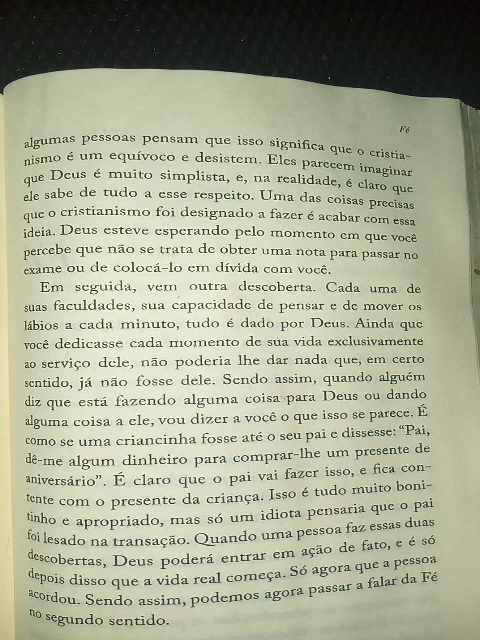 Fé
algumas pessoas pensam que isso significa que o cristia-
nismo é um equívoco e desistem. Eles parecem imaginar
que Deus é muito simplista, e, na realidade, é claro que
ele sabe de tudo a esse respeito. Uma das coisas precisas
que o cristianismo foi designado a fazer é acabar com essa
ideia. Deus esteve esperando pelo momento em que você
percebe que não se trata de obter uma nota para passar no
exame ou de colocá-lo em dívida com você.
Em seguida, vem outra descoberta. Cada uma de
suas faculdades, sua capacidade de pensar e de mover os
lábios a cada minuto, tudo é dado por Deus. Ainda que
você dedicasse cada momento de sua vida exclusivamente
ao serviço dele, não poderia lhe dar nada que, em certo
sentido, já não fosse dele. Sendo assim, quando alguém
diz que está fazendo alguma coisa para Deus ou dando
alguma coisa a ele, vou dizer a você o que isso se parece. É
como se uma criancinha fosse até o seu pai e dissesse: “Pai,
dê-me algum dinheiro para comprar-lhe um presente de
aniversário”. É claro que o pai vai fazer isso, e fica con-
tente com o presente da criança. Isso é tudo muito boni-
tinho e apropriado, mas só um idiota pensaria que o pai
foi lesado na transação. Quando uma pessoa faz essas duas
descobertas, Deus poderá entrar em ação de fato, e é só
depois disso que a vida real começa. Só agora que a pessoa
acordou. Sendo assim, podemos agora passar a falar da Fé
no segundo sentido.